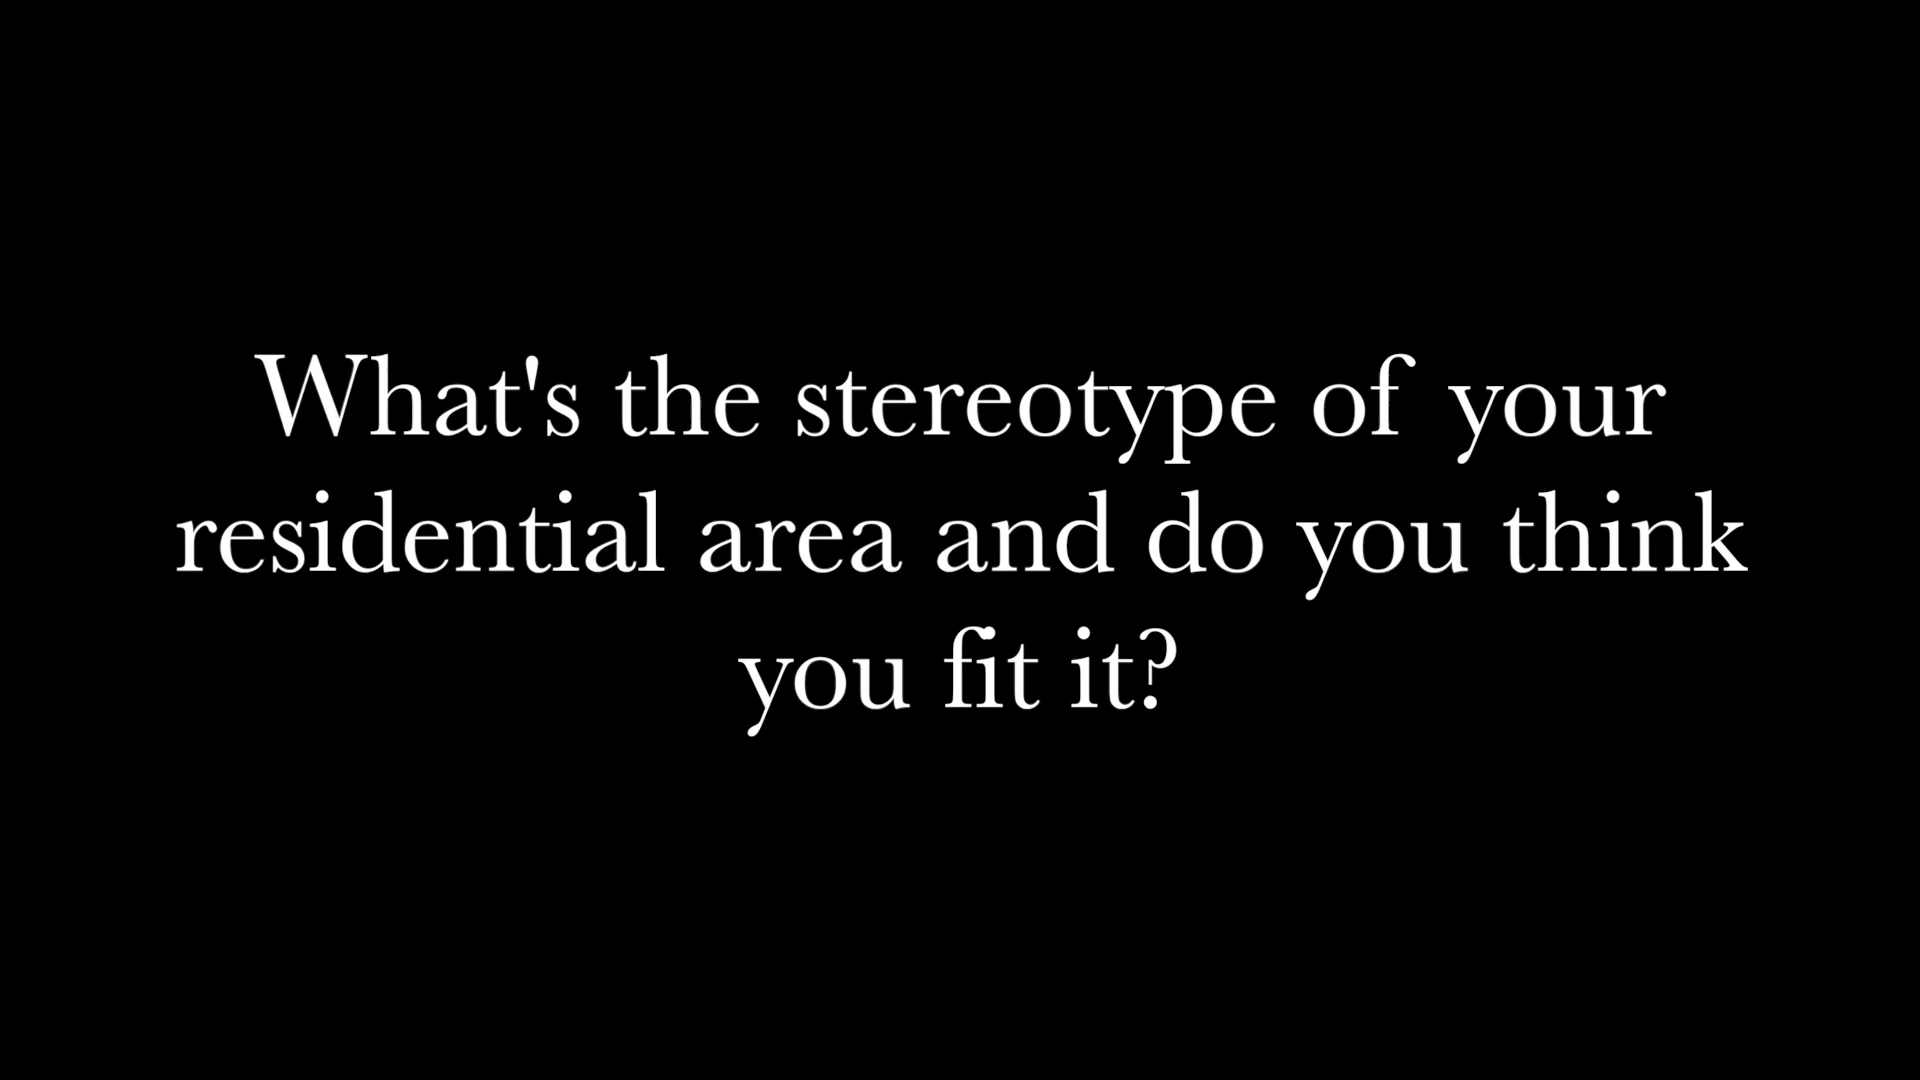 What's the stereotype of your
residential area and do you think
you fit it?